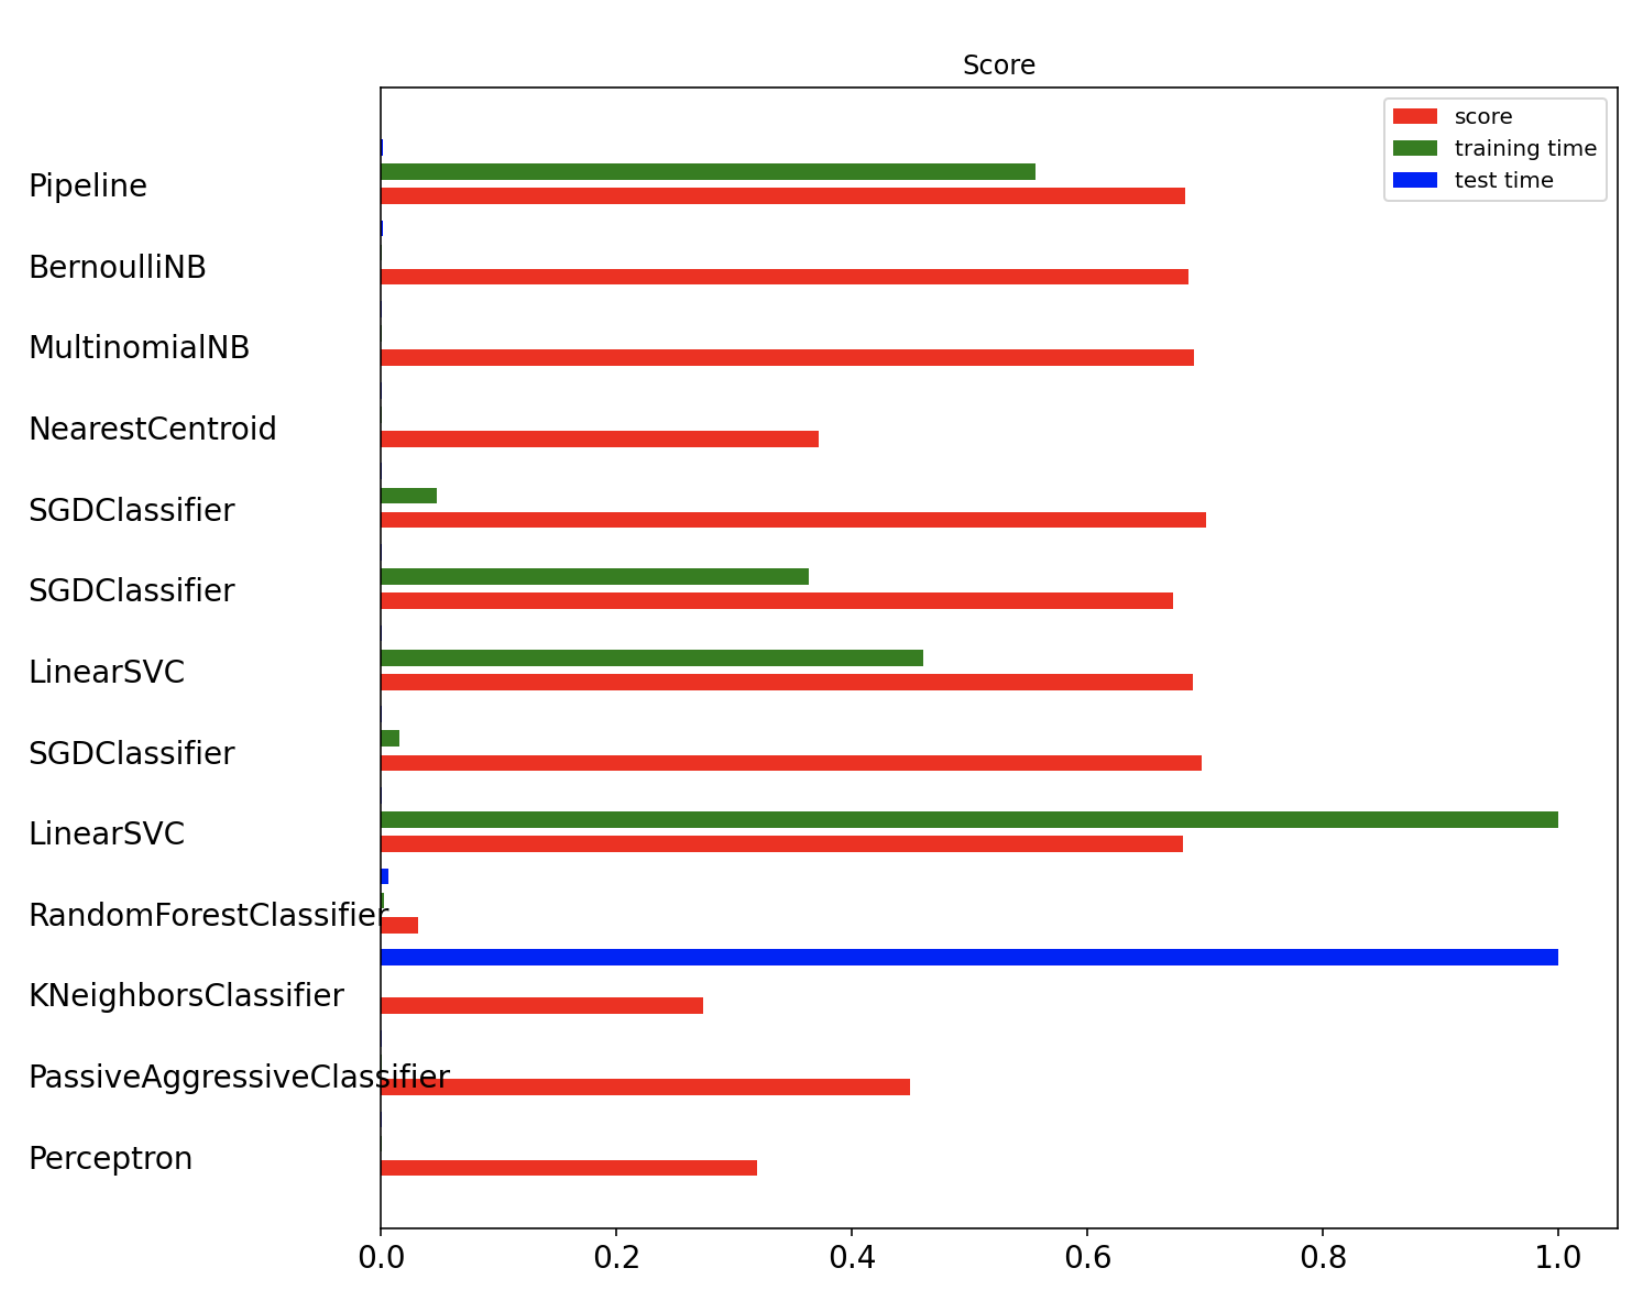 Score
score
training time
test time
Pipeline
BernoulliNB
MultinomialNB
NearestCentroid
SGDClassifier
SGDClassifier
LinearSVC
SGDClassifier
LinearSVC
RandomForestClassifier
KNeighborsClassifier
PassiveAggressiveClassifier
Perceptron
0.0 0.2 0.4 0.6 0.8 1.0